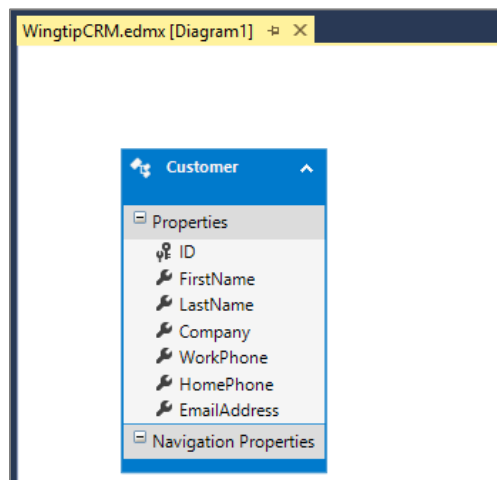 WingtipCRM.edmx [Diagram1]
Customer
Properties
ID
FirstName
LastName
Company
WorkPhone
HomePhone
EmailAddress
Navigation Properties